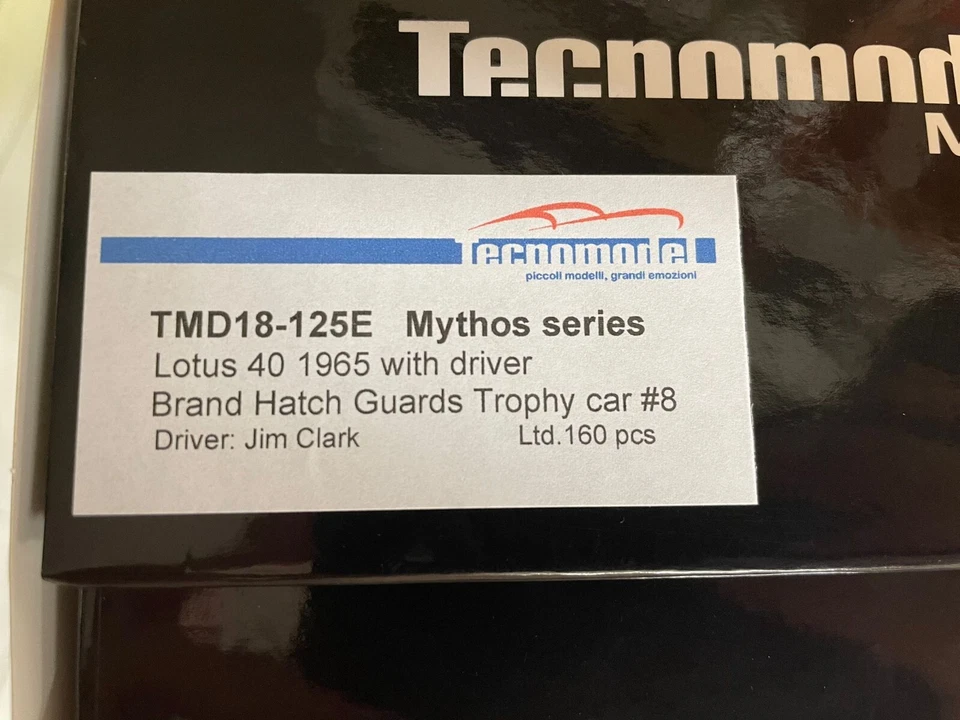 Tecnomod
M
Tecnomodel
piccoli modelli, grandi emozioni
TMD18-125E Mythos series
Lotus 40 1965 with driver
Brand Hatch Guards Trophy car #8
Driver: Jim Clark Ltd.160 pcs